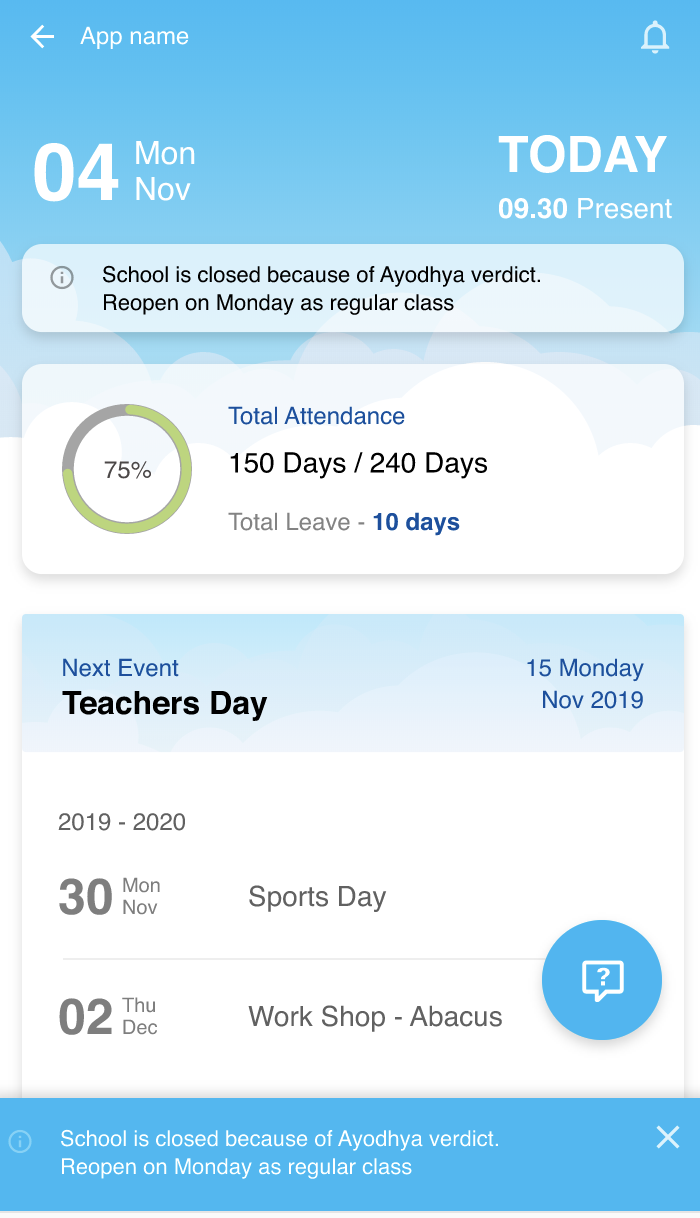 App name
04 Mon
Nov
TODAY
09.30 Present
School is closed because of Ayodhya verdict.
Reopen on Monday as regular class
75%
Total Attendance
150 Days / 240 Days
Total Leave - 10 days
Next Event
Teachers Day
15 Monday
Nov 2019
2019 - 2020
30 Mon
Nov
Sports Day
02 Thu
Dec
Work Shop - Abacus
?
School is closed because of Ayodhya verdict.
Reopen on Monday as regular class